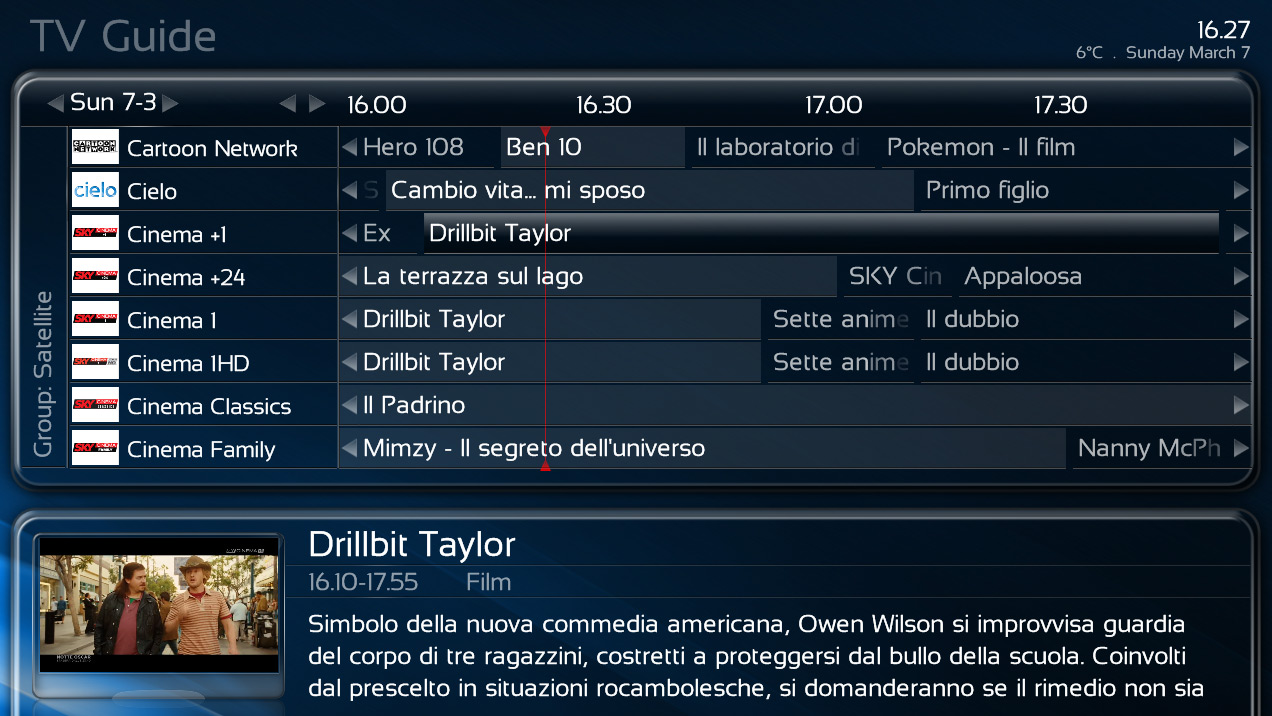 TV Guide
16.27
6°C . Sunday March 7
Sun 7-3 16.00 16.30 17.00 17.30
CARTOON NETWORK Cartoon Network Hero 108 Ben 10 Il laboratorio di Pokemon - Il film
cielo Cielo S Cambio vita... mi sposo Primo figlio
SKY CINEMA +1 Cinema +1 Ex Drillbit Taylor
SKY CINEMA +24 Cinema +24 La terrazza sul lago SKY Cin Appaloosa
SKY CINEMA 1 Cinema 1 Drillbit Taylor Sette anime Il dubbio
SKY Cinema 1HD Drillbit Taylor Sette anime Il dubbio
SKY CINEMA CLASSICS Cinema Classics Il Padrino
SKY CINEMA FAMILY Cinema Family Mimzy - Il segreto dell'universo Nanny McPh
Group: Satellite
Drillbit Taylor
16.10-17.55 Film
Simbolo della nuova commedia americana, Owen Wilson si improvvisa guardia
del corpo di tre ragazzini, costretti a proteggersi dal bullo della scuola. Coinvolti
dal prescelto in situazioni rocambolesche, si domanderanno se il rimedio non sia
NOTTE OSCAR